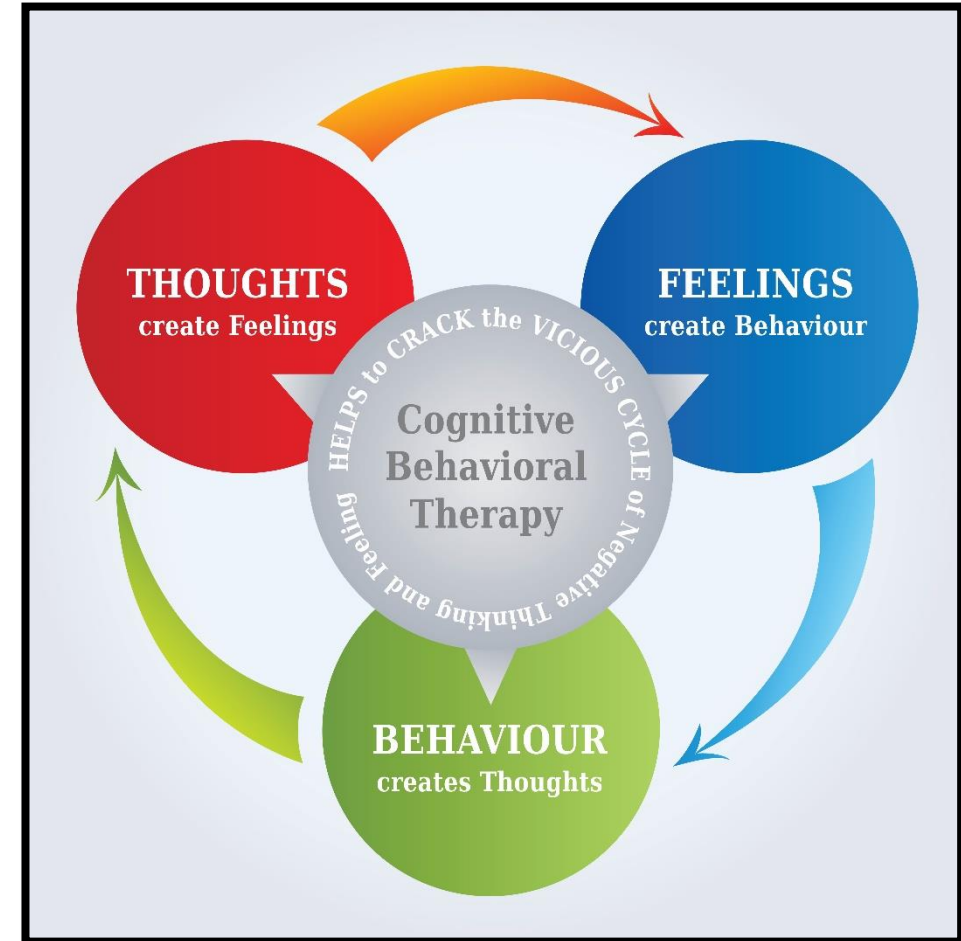 THOUGHTS
create Feelings
FEELINGS
create Behaviour
HELPS to CRACK the VICIOUS CYCLE of Negative Thinking and Feeling
Cognitive
Behavioral
Therapy
BEHAVIOUR
creates Thoughts